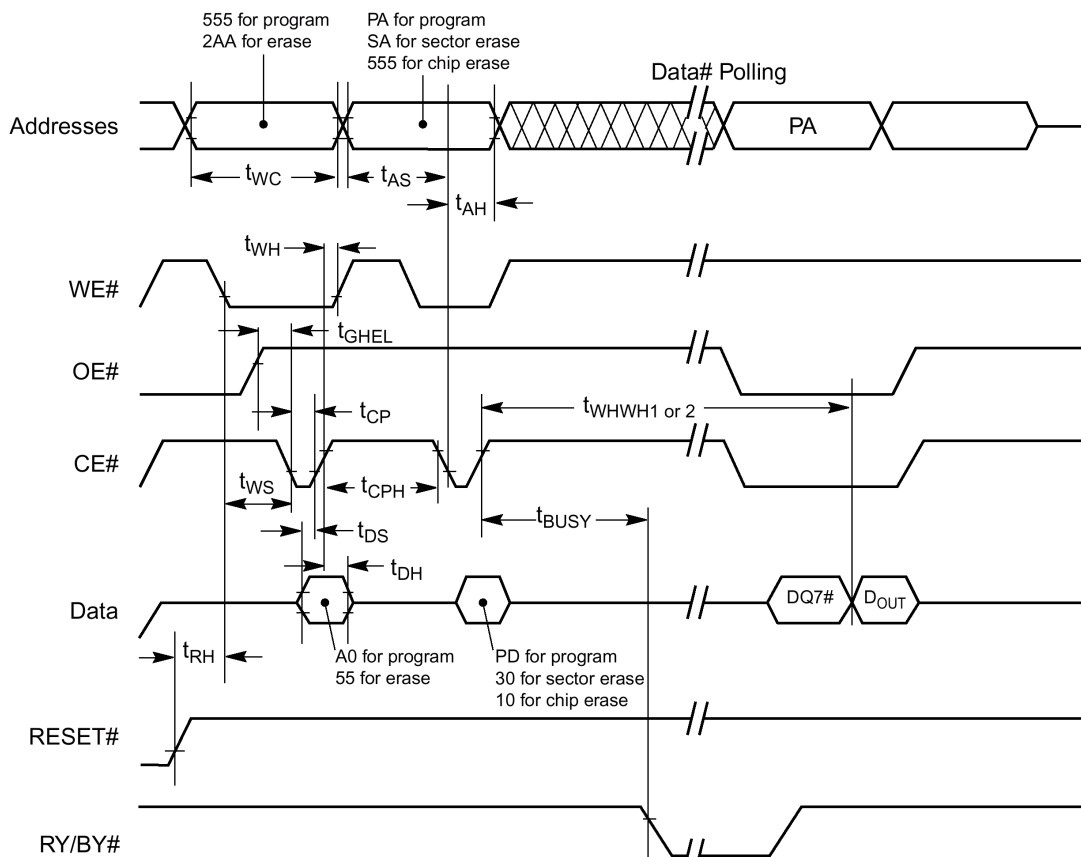 555 for program
2AA for erase
PA for program
SA for sector erase
555 for chip erase
Data# Polling
Addresses
PA
tWC
tAS
tAH
tWH
WE#
tGHEL
OE#
tWHWH1 or 2
tCP
CE#
tWS
tCPH
tBUSY
tDS
tDH
Data
DQ7#
DOUT
tRH
A0 for program
55 for erase
PD for program
30 for sector erase
10 for chip erase
RESET#
RY/BY#